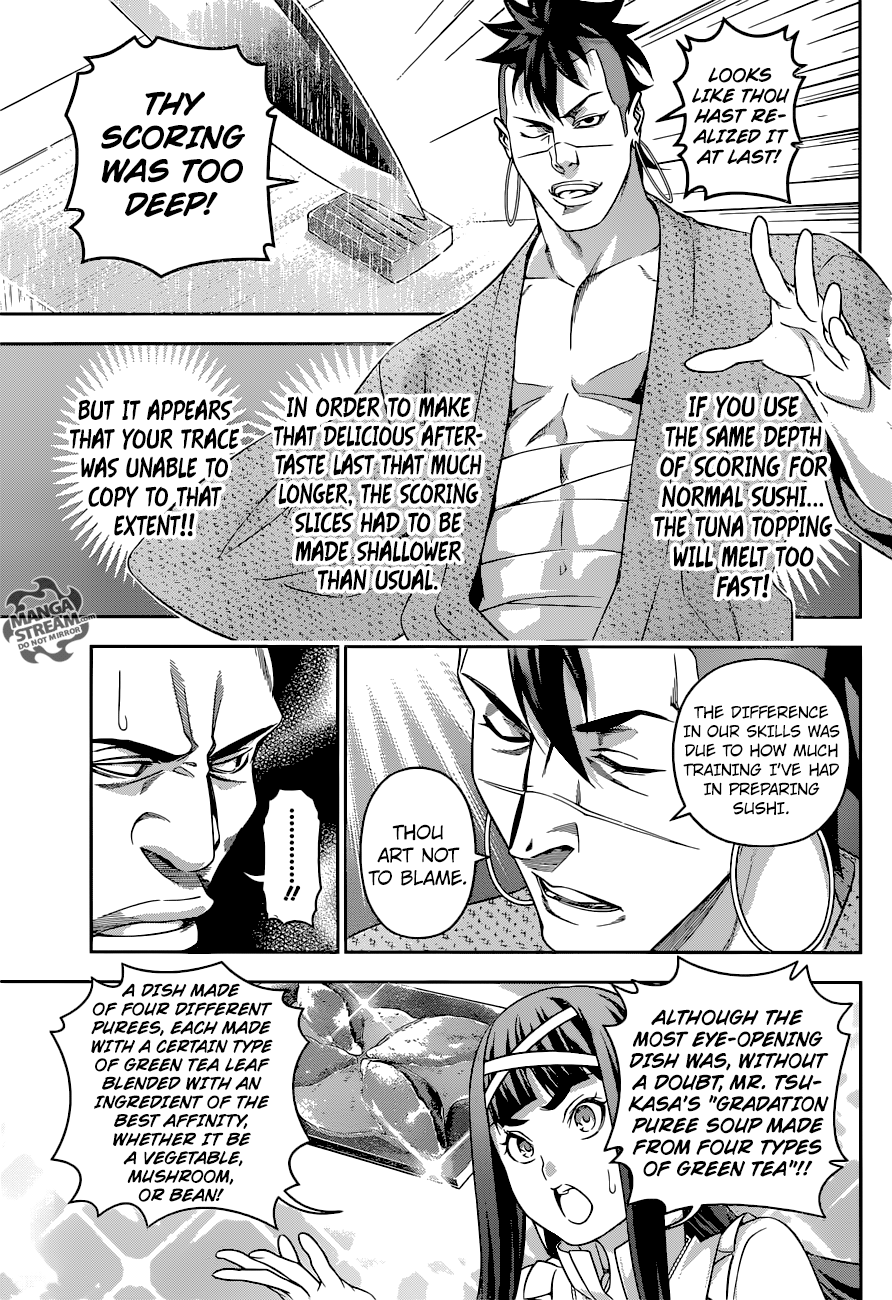 LOOKS
LIKE THOU
HAST RE-
ALIZED IT
AT LAST!
THY
SCORING
WAS TOO
DEEP!
IF YOU USE
THE SAME DEPTH
OF SCORING FOR
NORMAL SUSHI...
THE TUNA TOPPING
WILL MELT TOO
FAST!
IN ORDER TO MAKE
THAT DELICIOUS AFTER-
TASTE LAST THAT MUCH
LONGER, THE SCORING
SLICES HAD TO BE
MADE SHALLOWER
THAN USUAL.
BUT IT APPEARS
THAT YOUR TRACE
WAS UNABLE TO
COPY TO THAT
EXTENT!!
MANGA
STREAM.com
DO NOT MIRROR
THE DIFFERENCE
IN OUR SKILLS WAS
DUE TO HOW MUCH
TRAINING I'VE HAD
IN PREPARING
SUSHI.
THOU
ART NOT
TO BLAME.
.........!!
ALTHOUGH THE
MOST EYE-OPENING
DISH WAS, WITHOUT
A DOUBT, MR. TSU-
KASA'S "GRADATION
PUREE SOUP MADE
FROM FOUR TYPES
OF GREEN TEA"!!
A DISH MADE
OF FOUR DIFFERENT
PUREES, EACH MADE
WITH A CERTAIN TYPE
OF GREEN TEA LEAF
BLENDED WITH AN
INGREDIENT OF THE
BEST AFFINITY,
WHETHER IT BE
A VEGETABLE,
MUSHROOM,
OR BEAN!